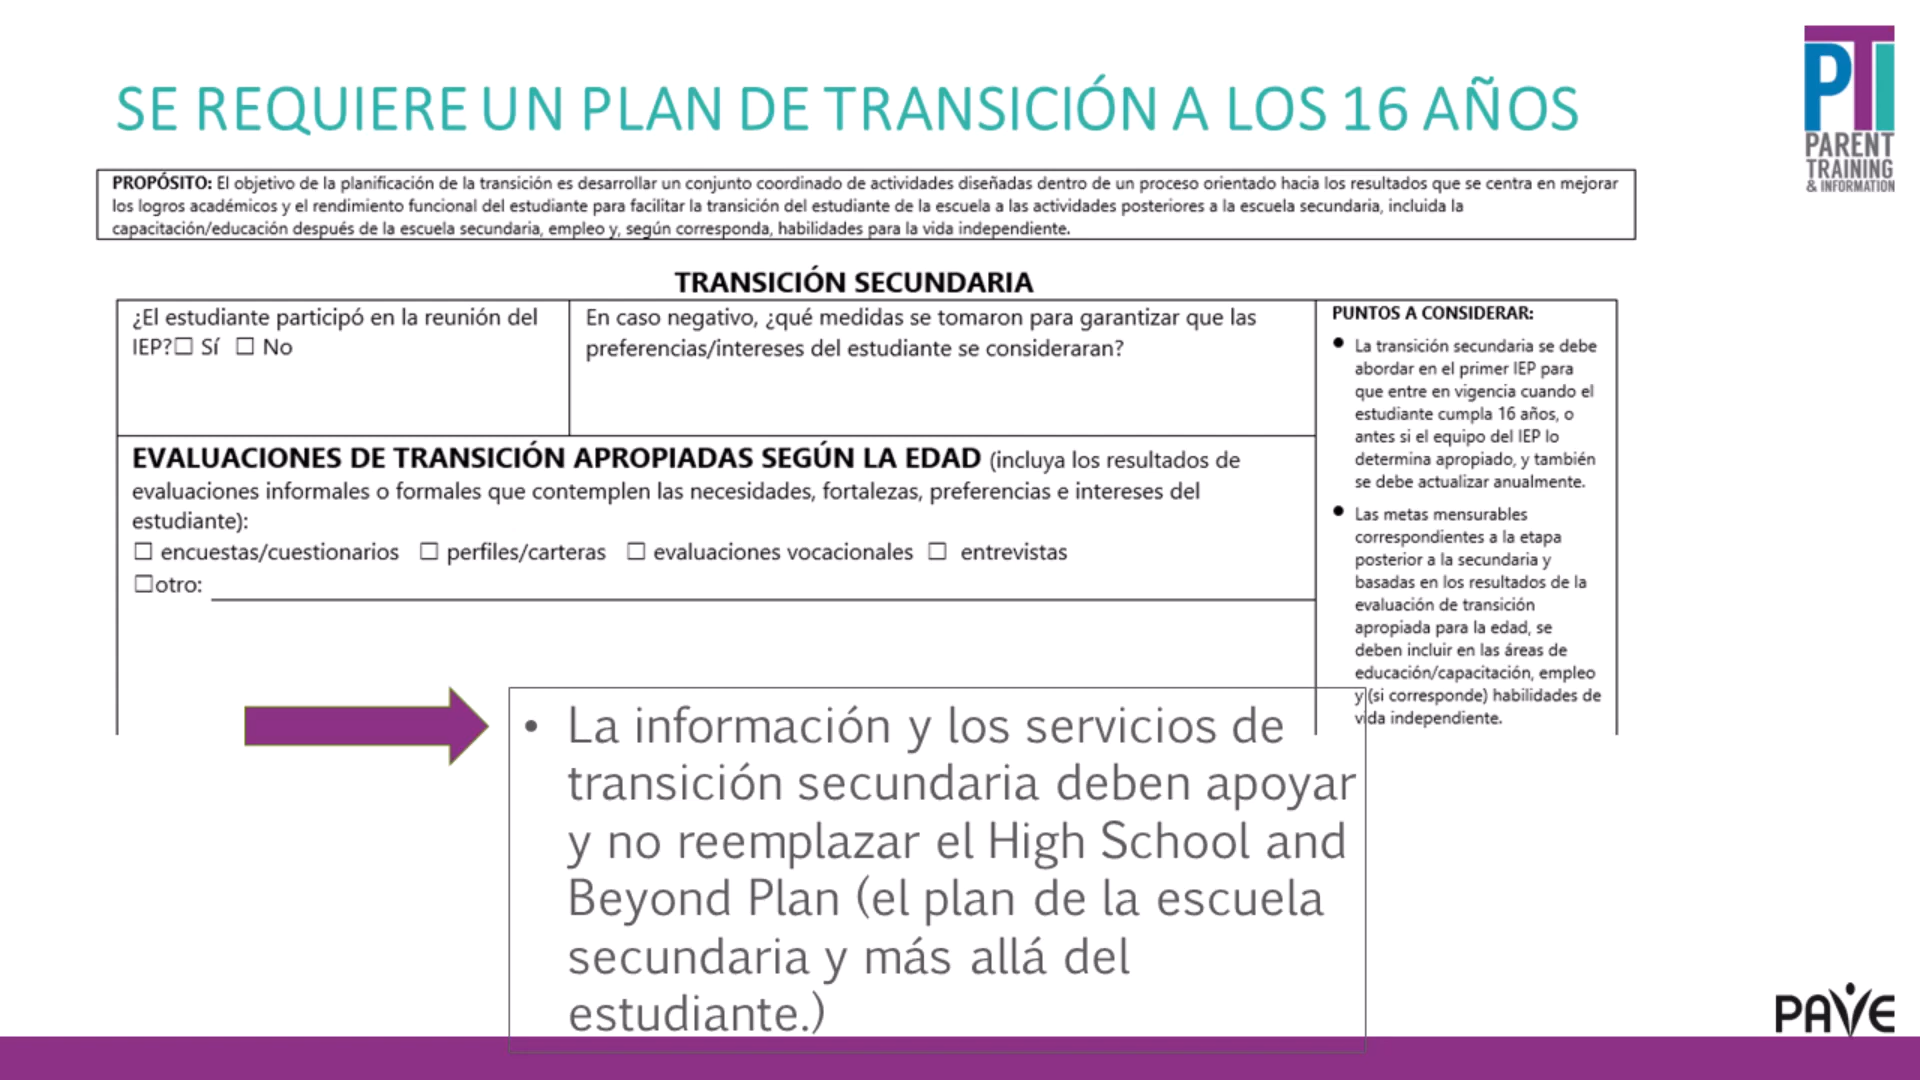 SE REQUIERE UN PLAN DE TRANSICIÓN A LOS 16 AÑOS
PTI
PARENT
TRAINING
& INFORMATION
PROPÓSITO: El objetivo de la planificación de la transición es desarrollar un conjunto coordinado de actividades diseñadas dentro de un proceso orientado hacia los resultados que se centra en mejorar
los logros académicos y el rendimiento funcional del estudiante para facilitar la transición del estudiante de la escuela a las actividades posteriores a la escuela secundaria, incluida la
capacitación/educación después de la escuela secundaria, empleo y, según corresponda, habilidades para la vida independiente.
TRANSICIÓN SECUNDARIA
¿El estudiante participó en la reunión del
IEP?☐ Sí ☐ No
En caso negativo, ¿qué medidas se tomaron para garantizar que las
preferencias/intereses del estudiante se consideraran?
EVALUACIONES DE TRANSICIÓN APROPIADAS SEGÚN LA EDAD (incluya los resultados de
evaluaciones informales o formales que contemplen las necesidades, fortalezas, preferencias e intereses del
estudiante):
☐ encuestas/cuestionarios ☐ perfiles/carteras ☐ evaluaciones vocacionales ☐ entrevistas
☐otro:
PUNTOS A CONSIDERAR:
● La transición secundaria se debe
abordar en el primer IEP para
que entre en vigencia cuando el
estudiante cumpla 16 años, o
antes si el equipo del IEP lo
determina apropiado, y también
se debe actualizar anualmente.
● Las metas mensurables
correspondientes a la etapa
posterior a la secundaria y
basadas en los resultados de la
evaluación de transición
apropiada para la edad, se
deben incluir en las áreas de
educación/capacitación, empleo
y (si corresponde) habilidades de
vida independiente.
• La información y los servicios de
transición secundaria deben apoyar
y no reemplazar el High School and
Beyond Plan (el plan de la escuela
secundaria y más allá del
estudiante.)
PAVE